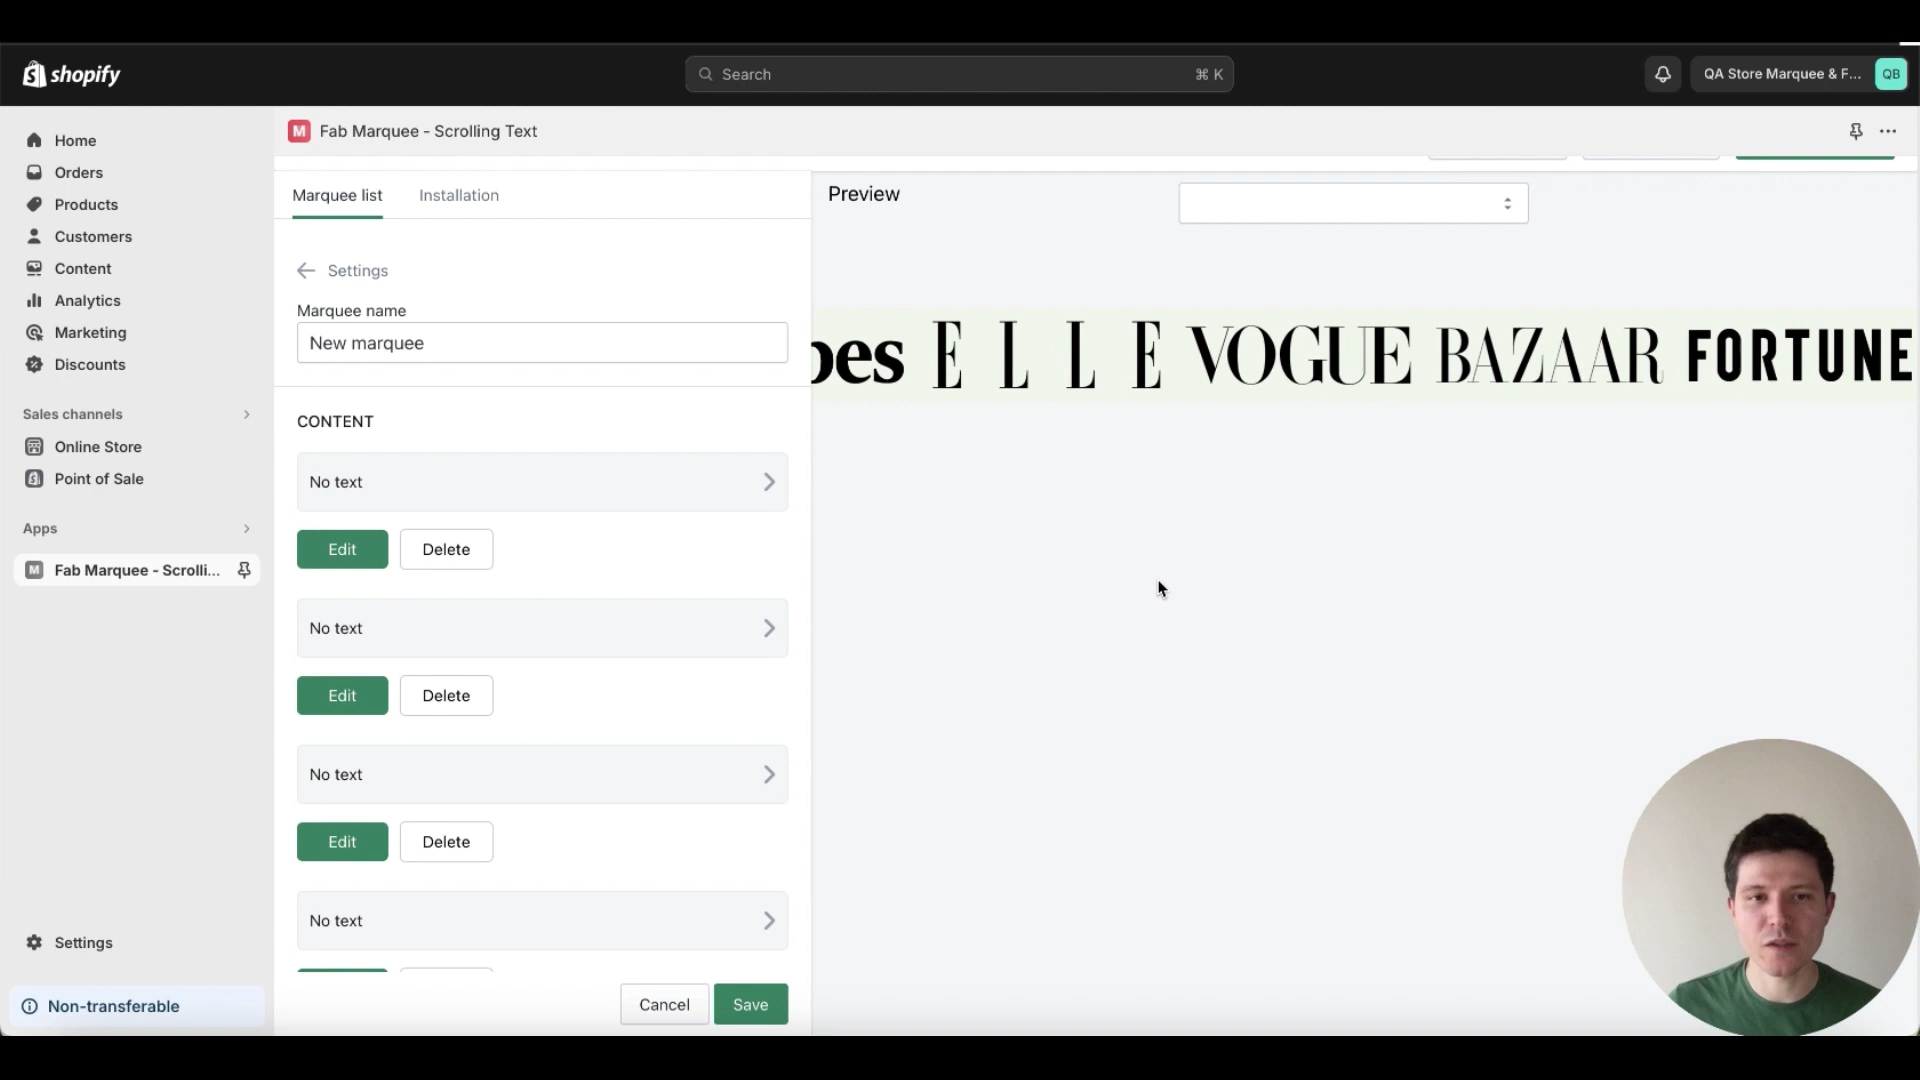 shopify
Search
⌘ K
QA Store Marquee & F...
QB
M
Fab Marquee - Scrolling Text
Home
Orders
Products
Customers
Content
Analytics
Marketing
Discounts
Sales channels
Online Store
Point of Sale
Apps
M
Fab Marquee - Scrolli...
Settings
Non-transferable
Marquee list
Installation
Settings
Marquee name
New marquee
CONTENT
No text
Edit
Delete
No text
Edit
Delete
No text
Edit
Delete
No text
Cancel
Save
Preview
bes ELLE VOGUE BAZAAR FORTUNE